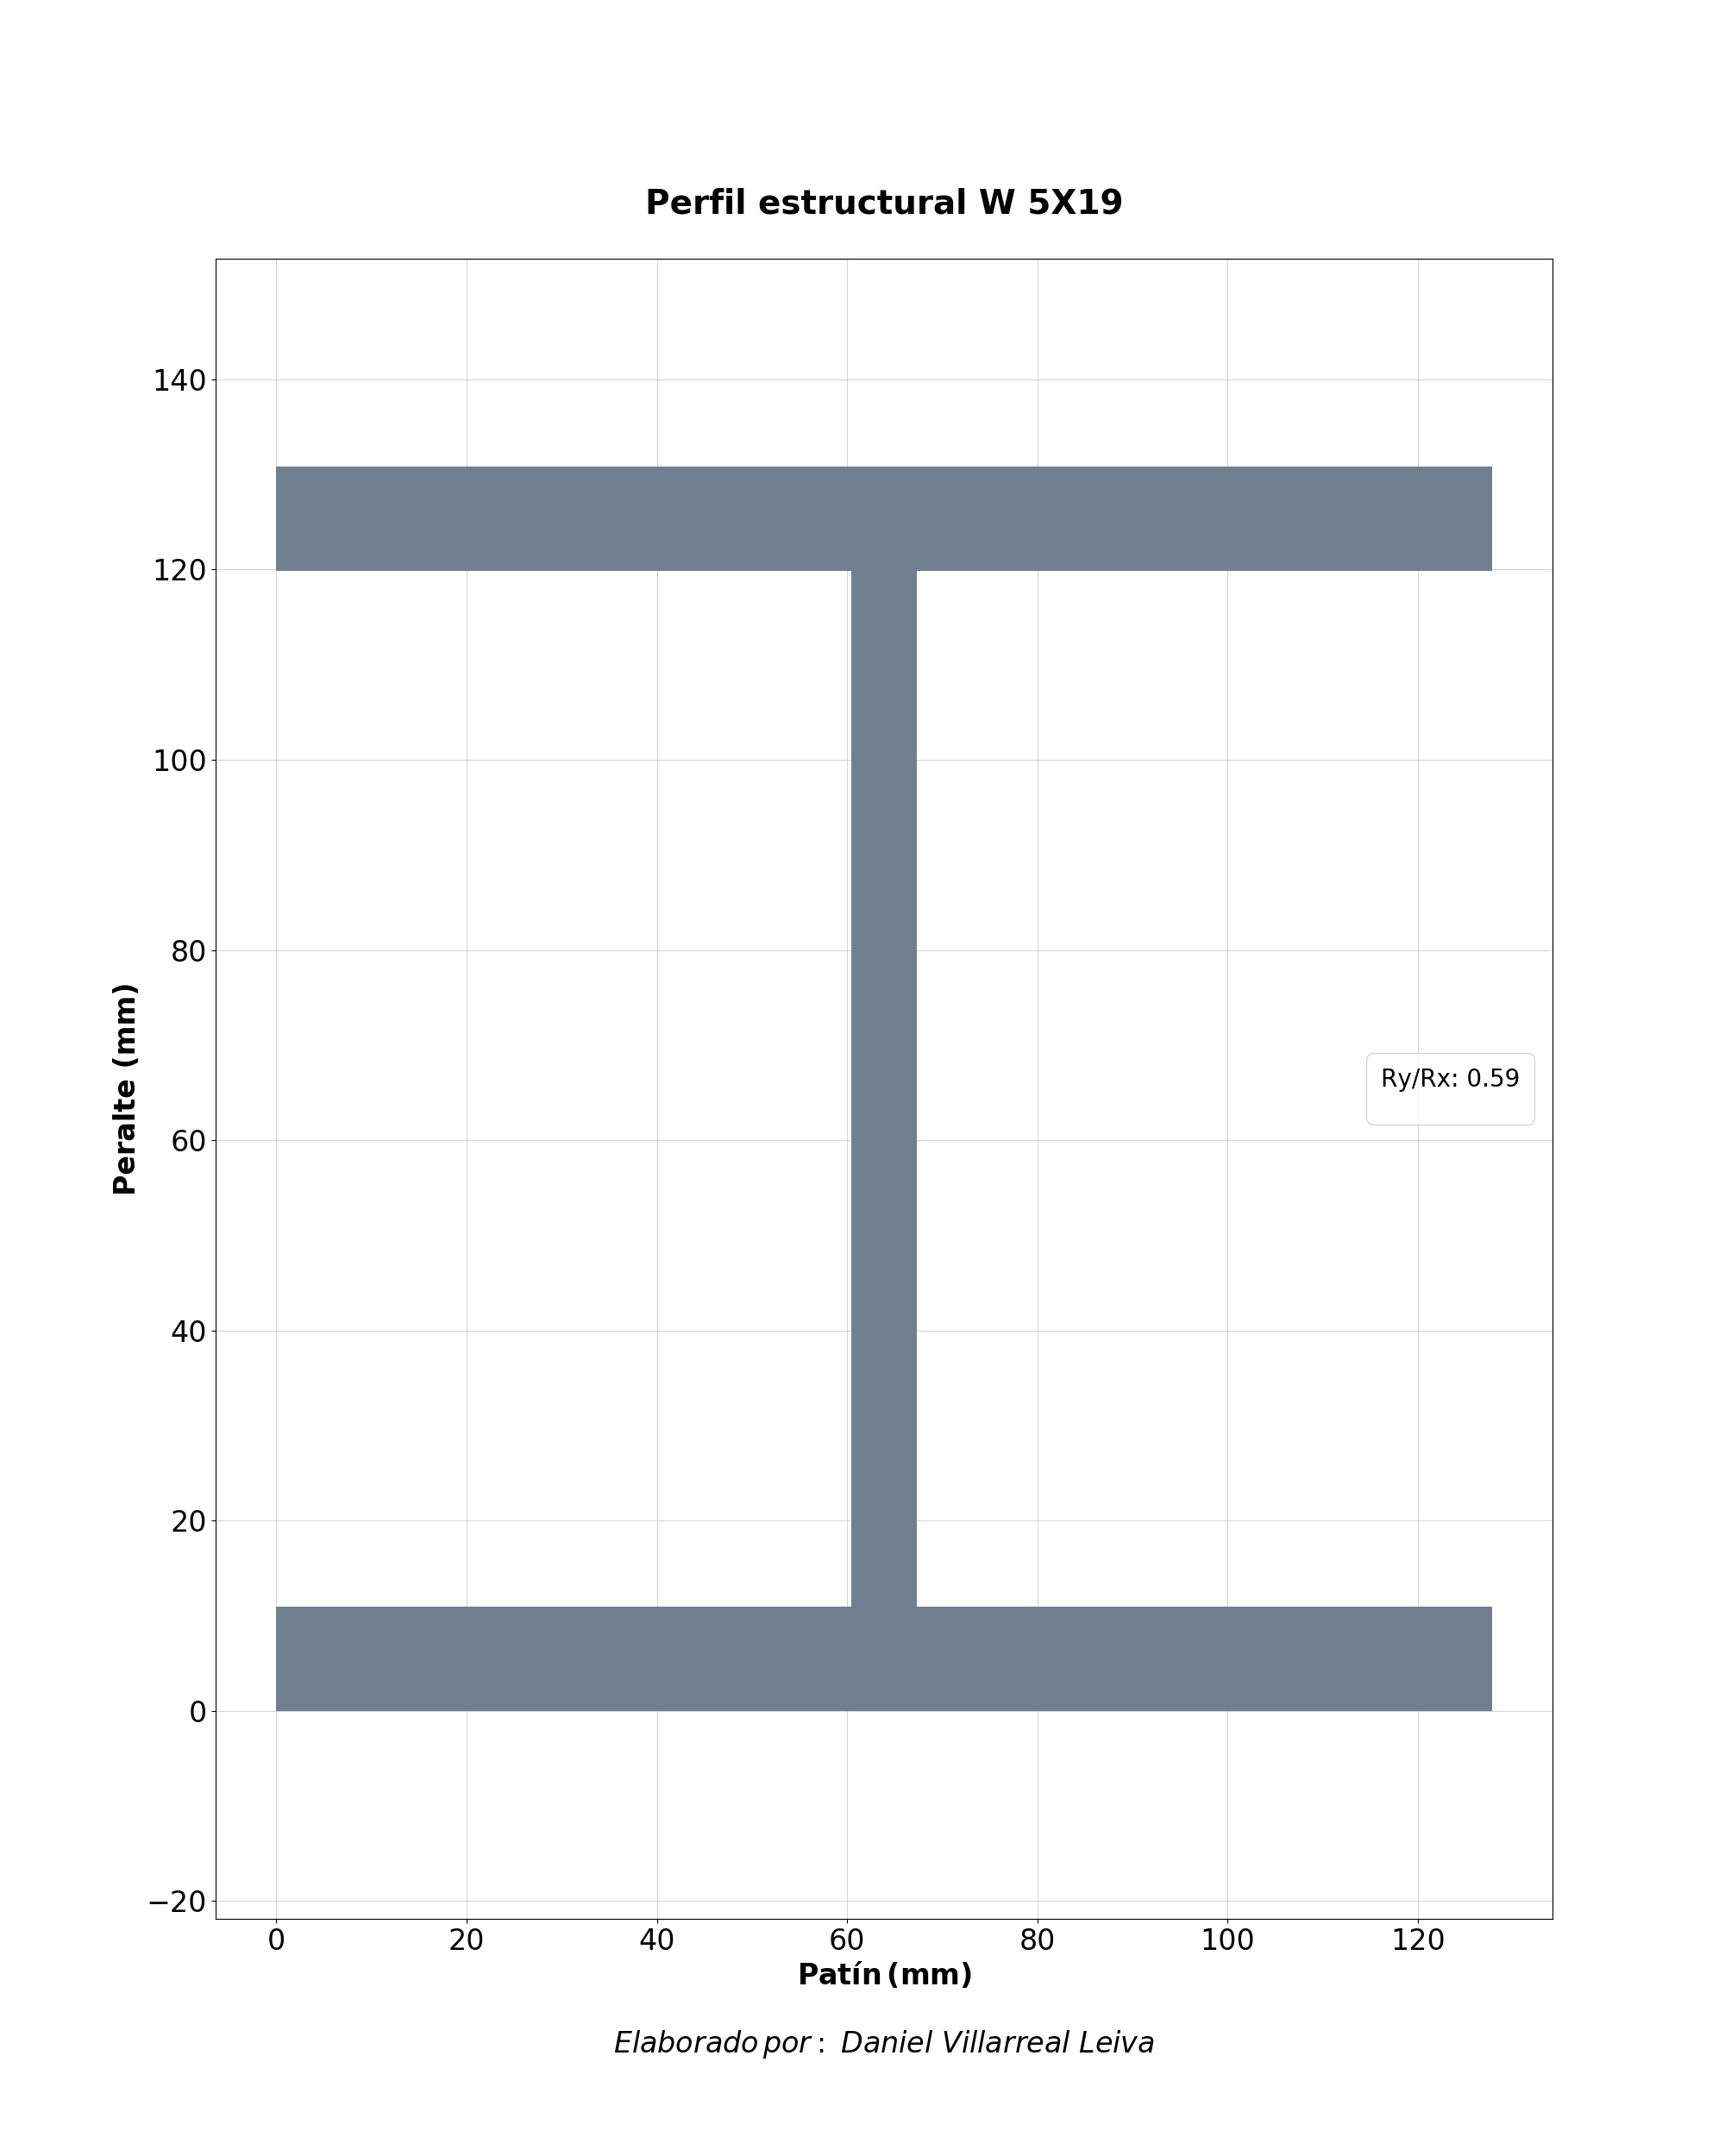 Perfil estructural W 5X19
140
120
100
80
60
40
20
0
−20
Peralte (mm)
Ry/Rx: 0.59
0 20 40 60 80 100 120
Patín (mm)
Elaborado por: Daniel Villarreal Leiva